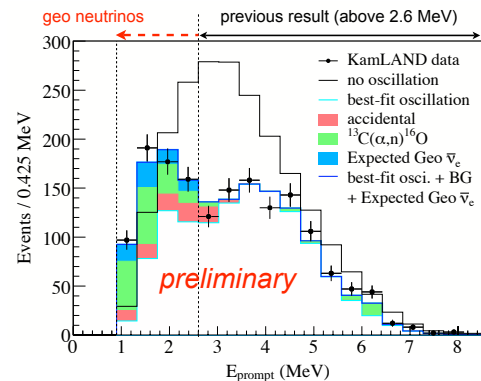 geo neutrinos
previous result (above 2.6 MeV)
300
250
200
150
100
50
0
Events / 0.425 MeV
KamLAND data
no oscillation
best-fit oscillation
accidental
¹³C(α,n)¹⁶O
Expected Geo ν̅ₑ
best-fit osci. + BG
+ Expected Geo ν̅ₑ
preliminary
0 1 2 3 4 5 6 7 8
E_prompt (MeV)